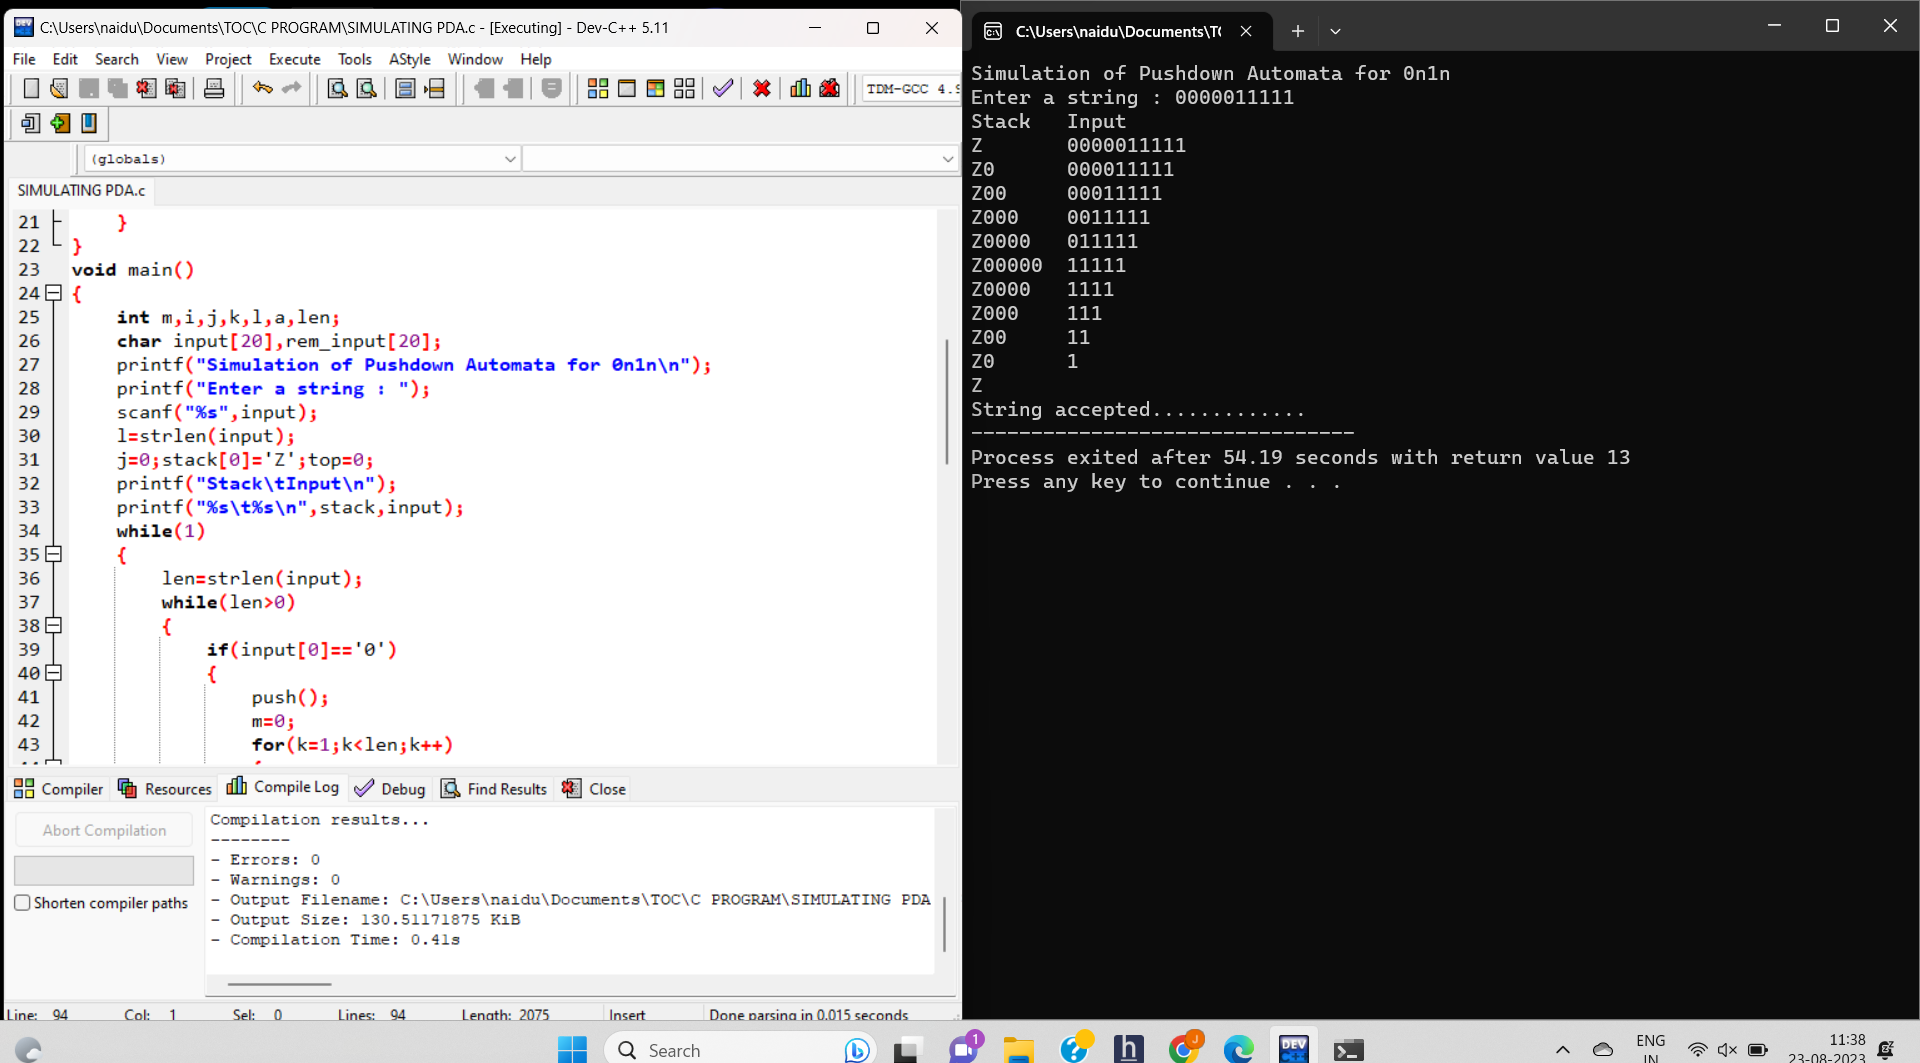 C:\Users\naidu\Documents\TOC\C PROGRAM\SIMULATING PDA.c - [Executing] - Dev-C++ 5.11
File Edit Search View Project Execute Tools AStyle Window Help
TDM-GCC 4.9
(globals)
SIMULATING PDA.c
21 }
22 }
23 void main()
24 {
25 int m,i,j,k,l,a,len;
26 char input[20],rem_input[20];
27 printf("Simulation of Pushdown Automata for 0n1n\n");
28 printf("Enter a string : ");
29 scanf("%s",input);
30 l=strlen(input);
31 j=0;stack[0]='Z';top=0;
32 printf("Stack\tInput\n");
33 printf("%s\t%s\n",stack,input);
34 while(1)
35 {
36 len=strlen(input);
37 while(len>0)
38 {
39 if(input[0]=='0')
40 {
41 push();
42 m=0;
43 for(k=1;k<len;k++)
Compiler Resources Compile Log Debug Find Results Close
Abort Compilation
Shorten compiler paths
Compilation results...
--------
- Errors: 0
- Warnings: 0
- Output Filename: C:\Users\naidu\Documents\TOC\C PROGRAM\SIMULATING PDA
- Output Size: 130.51171875 KiB
- Compilation Time: 0.41s
Line: 94 Col: 1 Sel: 0 Lines: 94 Length: 2075 Insert Done parsing in 0.015 seconds
C:\Users\naidu\Documents\TO
Simulation of Pushdown Automata for 0n1n
Enter a string : 0000011111
Stack Input
Z 0000011111
Z0 000011111
Z00 00011111
Z000 0011111
Z0000 011111
Z00000 11111
Z0000 1111
Z000 111
Z00 11
Z0 1
Z
String accepted.............
--------------------------------
Process exited after 54.19 seconds with return value 13
Press any key to continue . . .
Search
1
h
J
DEV
ENG
IN
11:38
23-08-2023